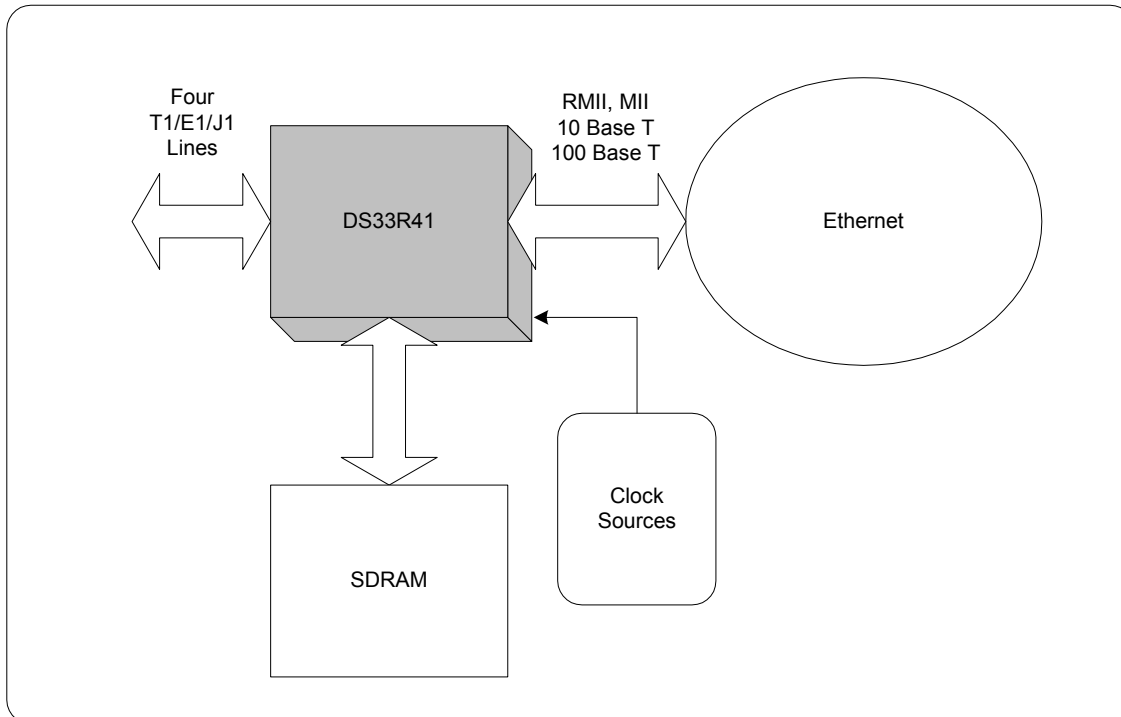 Four
T1/E1/J1
Lines
RMII, MII
10 Base T
100 Base T
DS33R41
Ethernet
Clock
Sources
SDRAM